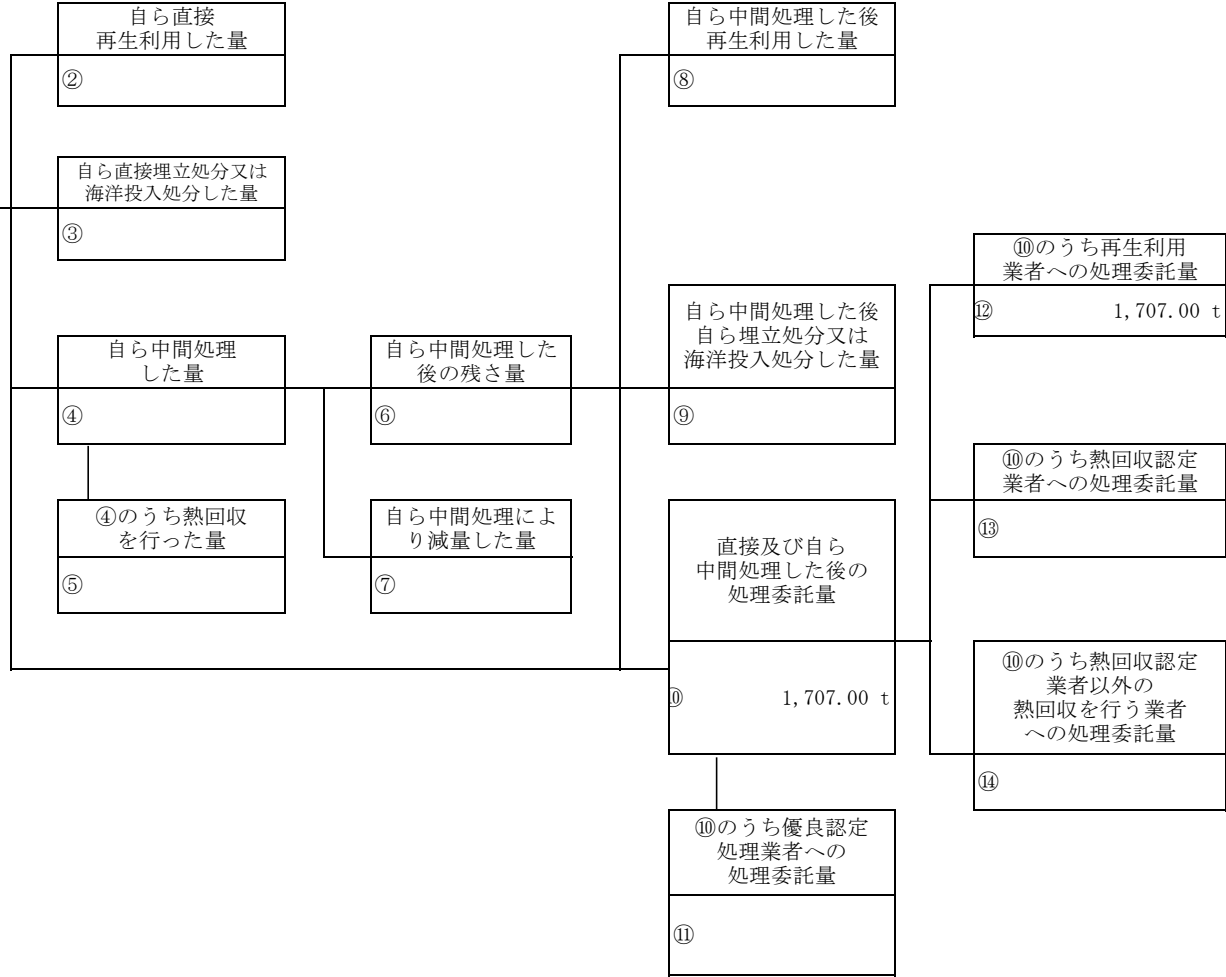 自ら直接
再生利用した量
②
自ら直接埋立処分又は
海洋投入処分した量
③
自ら中間処理
した量
④
④のうち熱回収
を行った量
⑤
自ら中間処理した
後の残さ量
⑥
自ら中間処理によ
り減量した量
⑦
自ら中間処理した後
再生利用した量
⑧
自ら中間処理した後
自ら埋立処分又は
海洋投入処分した量
⑨
直接及び自ら
中間処理した後の
処理委託量
⑩ 1,707.00 t
⑩のうち優良認定
処理業者への
処理委託量
⑪
⑩のうち再生利用
業者への処理委託量
⑫ 1,707.00 t
⑩のうち熱回収認定
業者への処理委託量
⑬
⑩のうち熱回収認定
業者以外の
熱回収を行う業者
への処理委託量
⑭